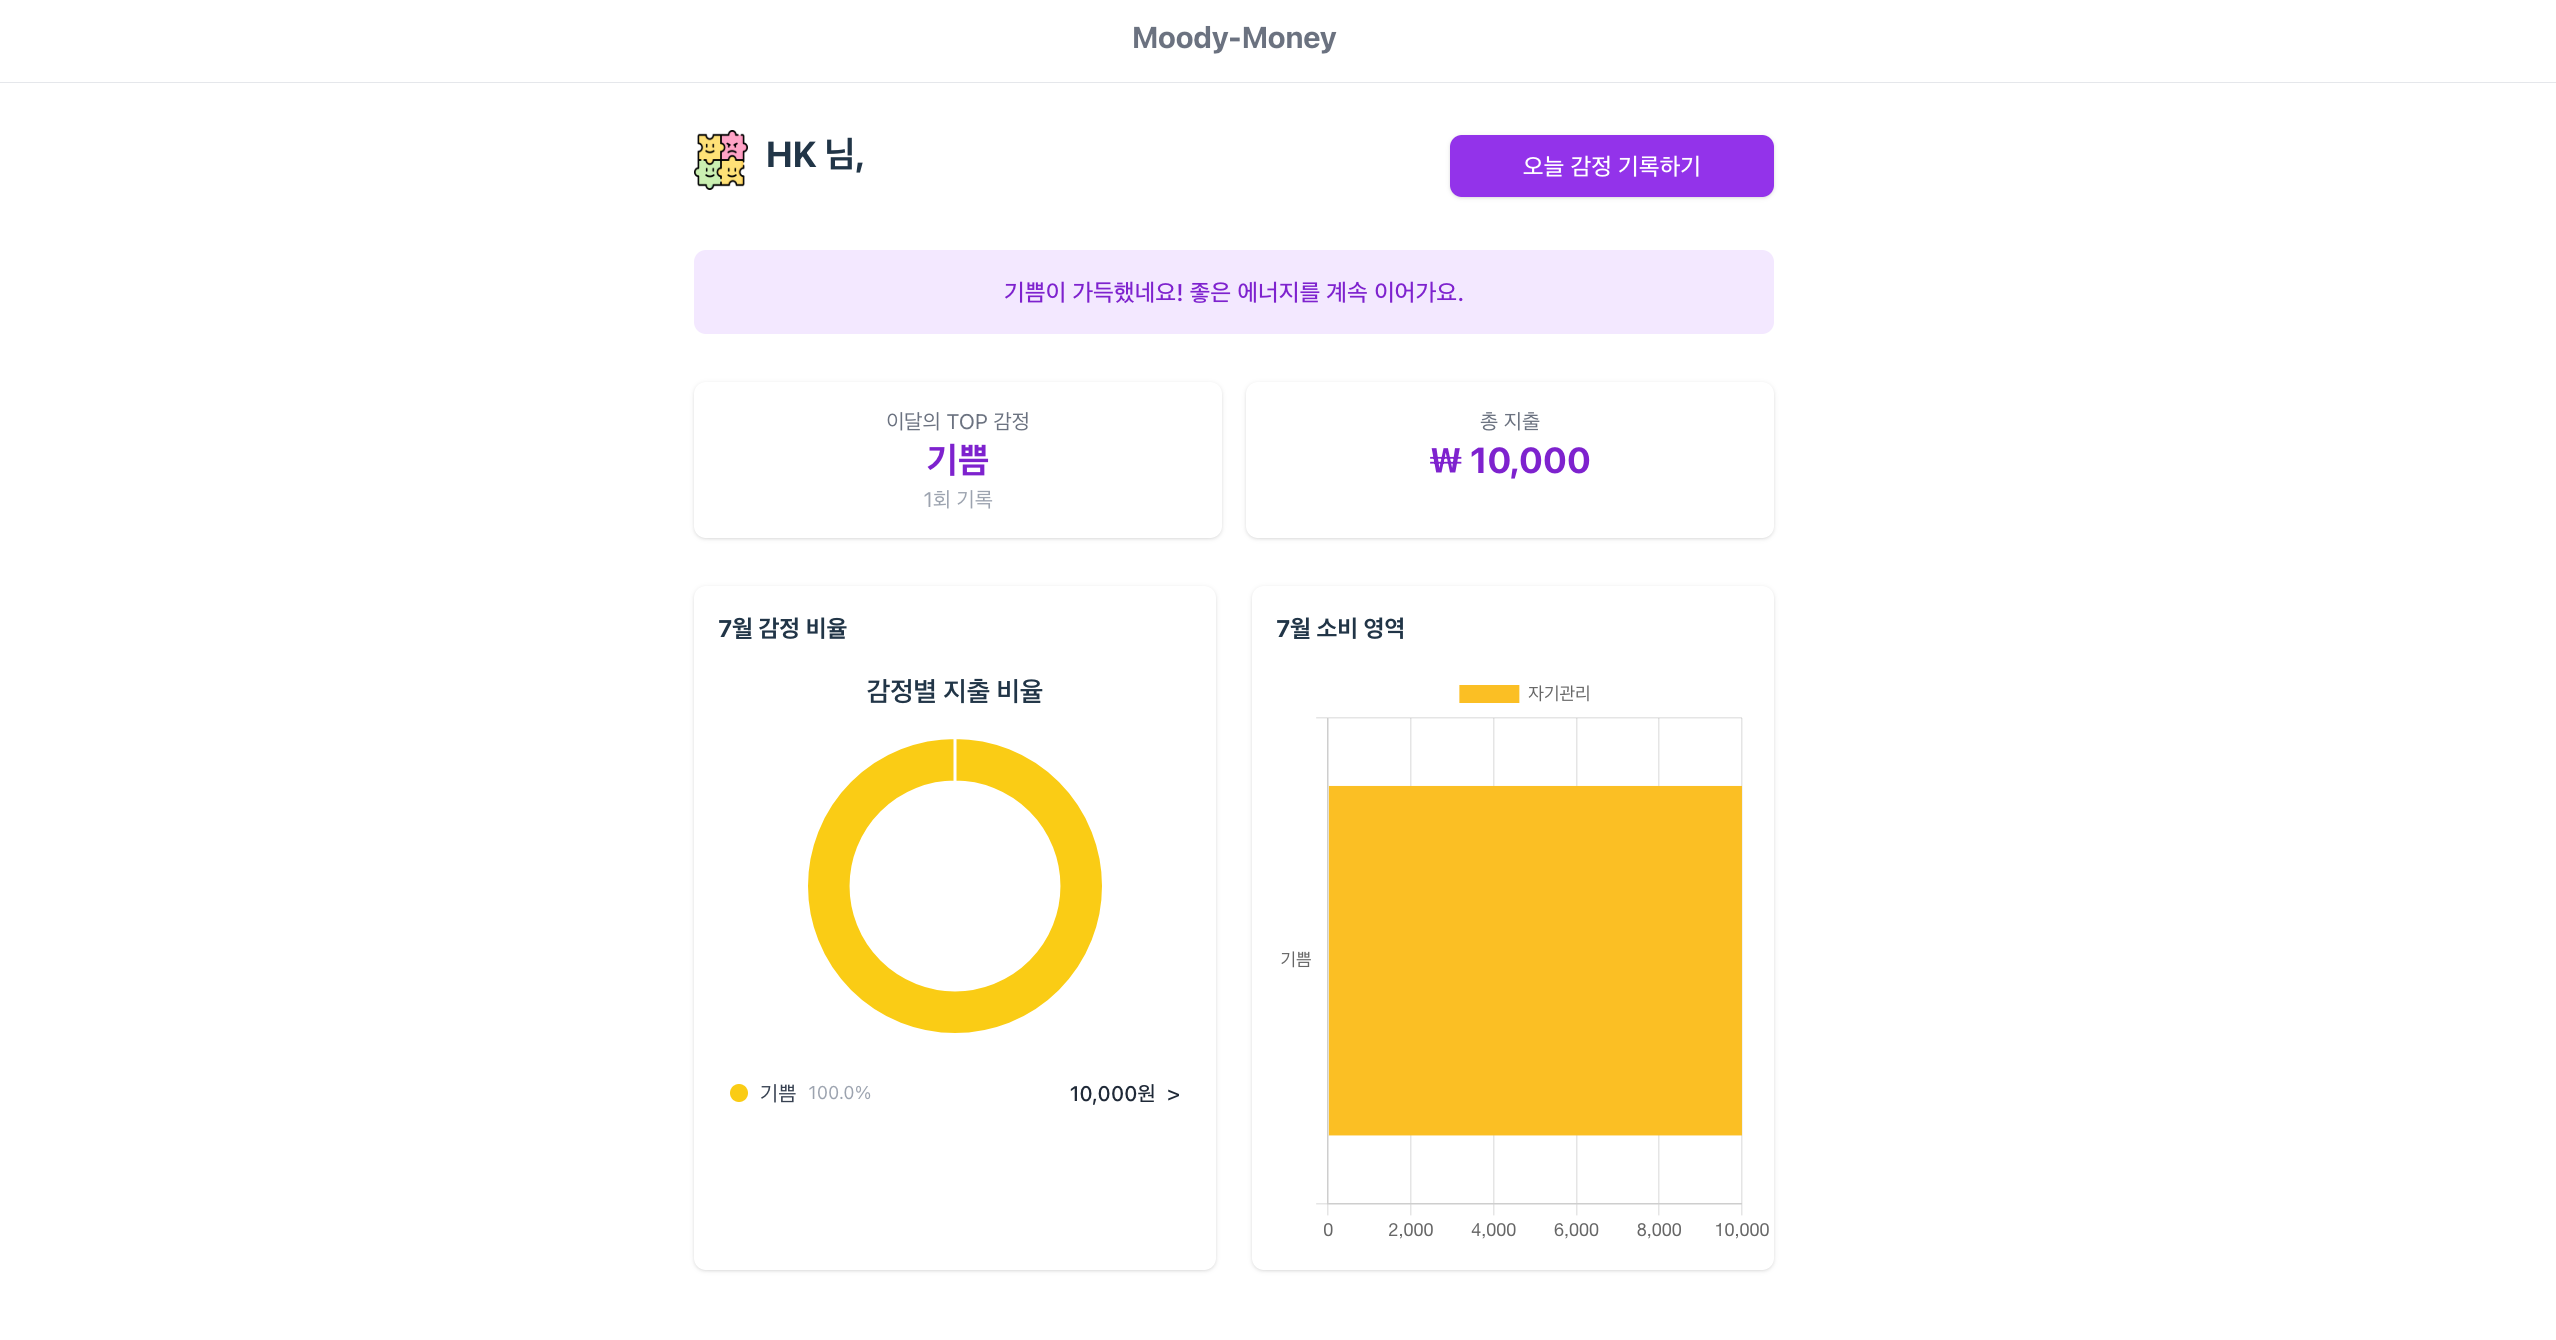 Moody-Money
HK 님,
오늘 감정 기록하기
기쁨이 가득했네요! 좋은 에너지를 계속 이어가요.
이달의 TOP 감정
기쁨
1회 기록
총 지출
₩ 10,000
7월 감정 비율
감정별 지출 비율
기쁨 100.0% 10,000원 >
7월 소비 영역
자기관리
기쁨
0 2,000 4,000 6,000 8,000 10,000